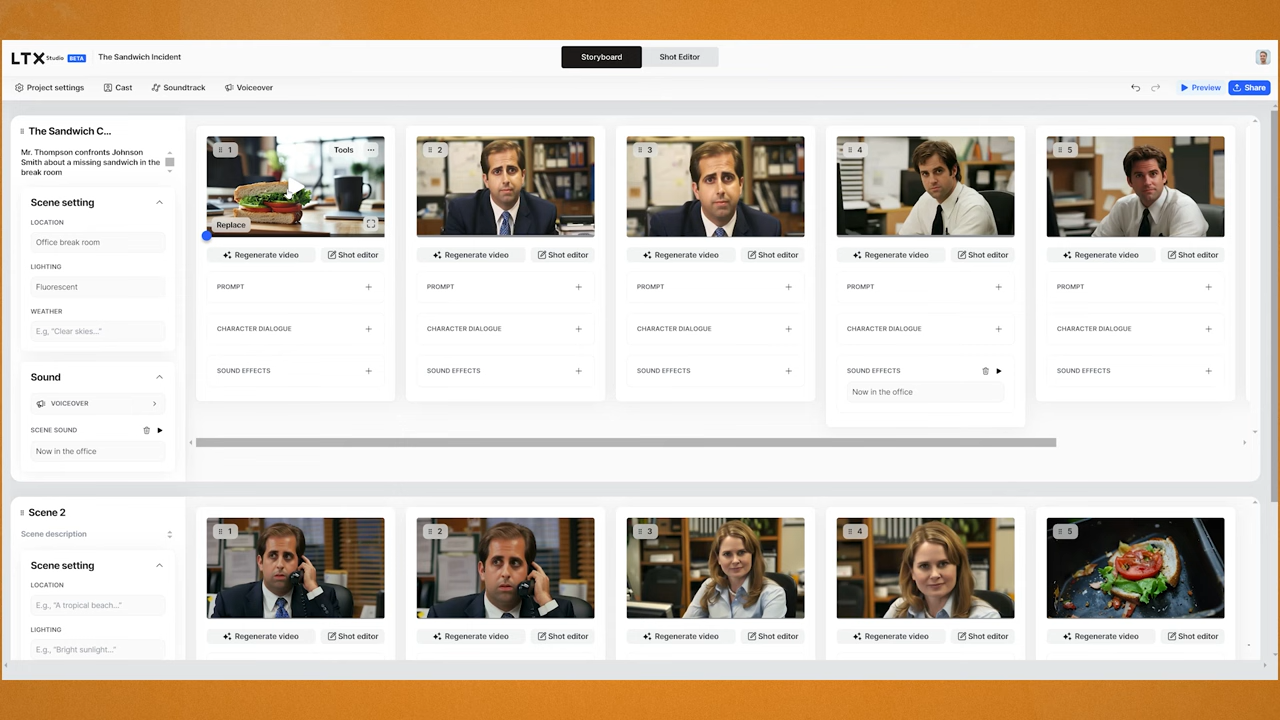 LTX Studio BETA The Sandwich Incident Storyboard Shot Editor
Project settings Cast Soundtrack Voiceover Preview Share
The Sandwich C...
Mr. Thompson confronts Johnson
Smith about a missing sandwich in the
break room
Scene setting
LOCATION
Office break room
LIGHTING
Fluorescent
WEATHER
E.g, "Clear skies..."
Sound
VOICEOVER
SCENE SOUND
Now in the office
1 Tools ...
Replace
Regenerate video Shot editor
PROMPT
CHARACTER DIALOGUE
SOUND EFFECTS
2
Regenerate video Shot editor
PROMPT
CHARACTER DIALOGUE
SOUND EFFECTS
3
Regenerate video Shot editor
PROMPT
CHARACTER DIALOGUE
SOUND EFFECTS
4
Regenerate video Shot editor
PROMPT
CHARACTER DIALOGUE
SOUND EFFECTS
Now in the office
5
Regenerate video Shot editor
PROMPT
CHARACTER DIALOGUE
SOUND EFFECTS
Scene 2
Scene description
Scene setting
LOCATION
E.g., "A tropical beach..."
LIGHTING
E.g., "Bright sunlight..."
1
Regenerate video Shot editor
2
Regenerate video Shot editor
3
Regenerate video Shot editor
4
Regenerate video Shot editor
5
Regenerate video Shot editor